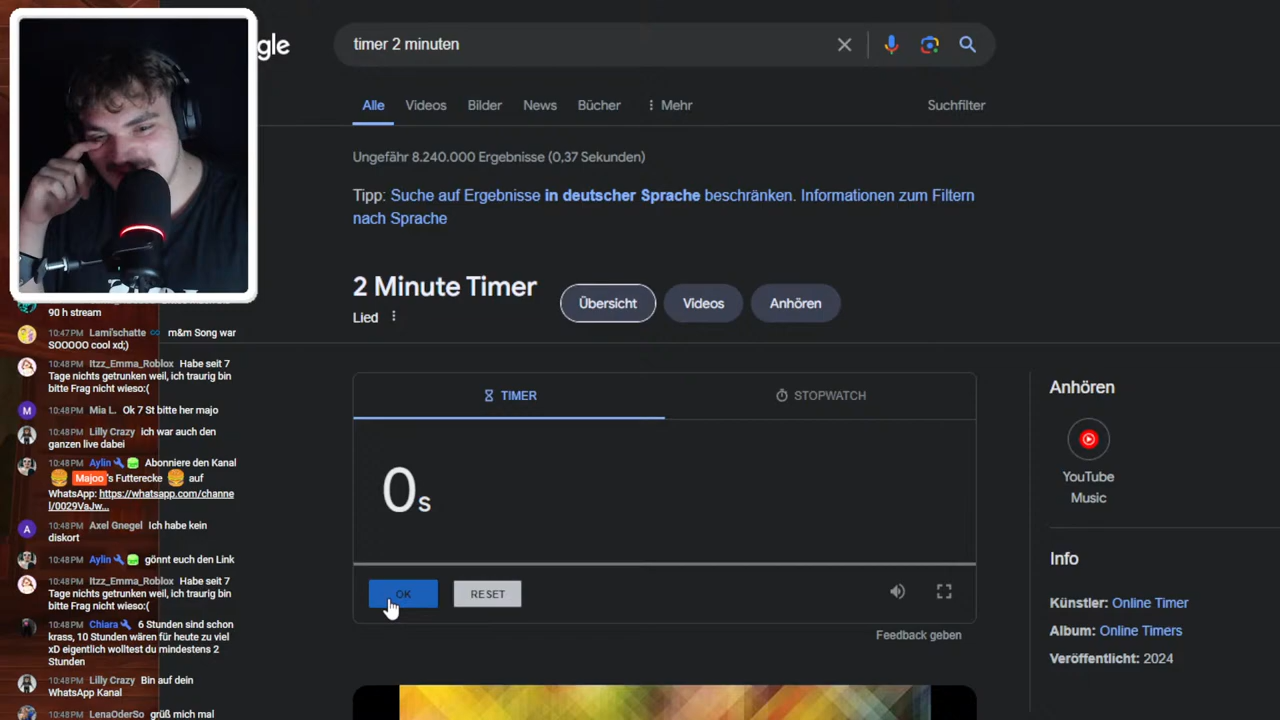 gle
timer 2 minuten
Alle
Videos
Bilder
News
Bücher
Mehr
Suchfilter
Ungefähr 8.240.000 Ergebnisse (0,37 Sekunden)
Tipp: Suche auf Ergebnisse in deutscher Sprache beschränken. Informationen zum Filtern
nach Sprache
2 Minute Timer
Lied
Übersicht
Videos
Anhören
TIMER
STOPWATCH
0s
OK
RESET
Feedback geben
Anhören
YouTube
Music
Info
Künstler: Online Timer
Album: Online Timers
Veröffentlicht: 2024
90 h stream
10:47PM Lami'schatte m&m Song war
SOOOOO cool xd;)
10:48PM Itzz_Emma_Roblox Habe seit 7
Tage nichts getrunken weil, ich traurig bin
bitte Frag nicht wieso:(
10:48PM Mia L. Ok 7 St bitte her majo
10:48PM Lilly Crazy ich war auch den
ganzen live dabei
10:48PM Aylin Abonniere den Kanal
Majoo's Futterecke auf
WhatsApp: https://whatsapp.com/channe
l/0029VaJw...
10:48PM Axel Gnegel Ich habe kein
diskort
10:48PM Aylin gönnt euch den Link
10:48PM Itzz_Emma_Roblox Habe seit 7
Tage nichts getrunken weil, ich traurig bin
bitte Frag nicht wieso:(
10:48PM Chiara 6 Stunden sind schon
krass, 10 Stunden wären für heute zu viel
xD eigentlich wolltest du mindestens 2
Stunden
10:48PM Lilly Crazy Bin auf dein
WhatsApp Kanal
10:48PM LenaOderSo grüß mich mal